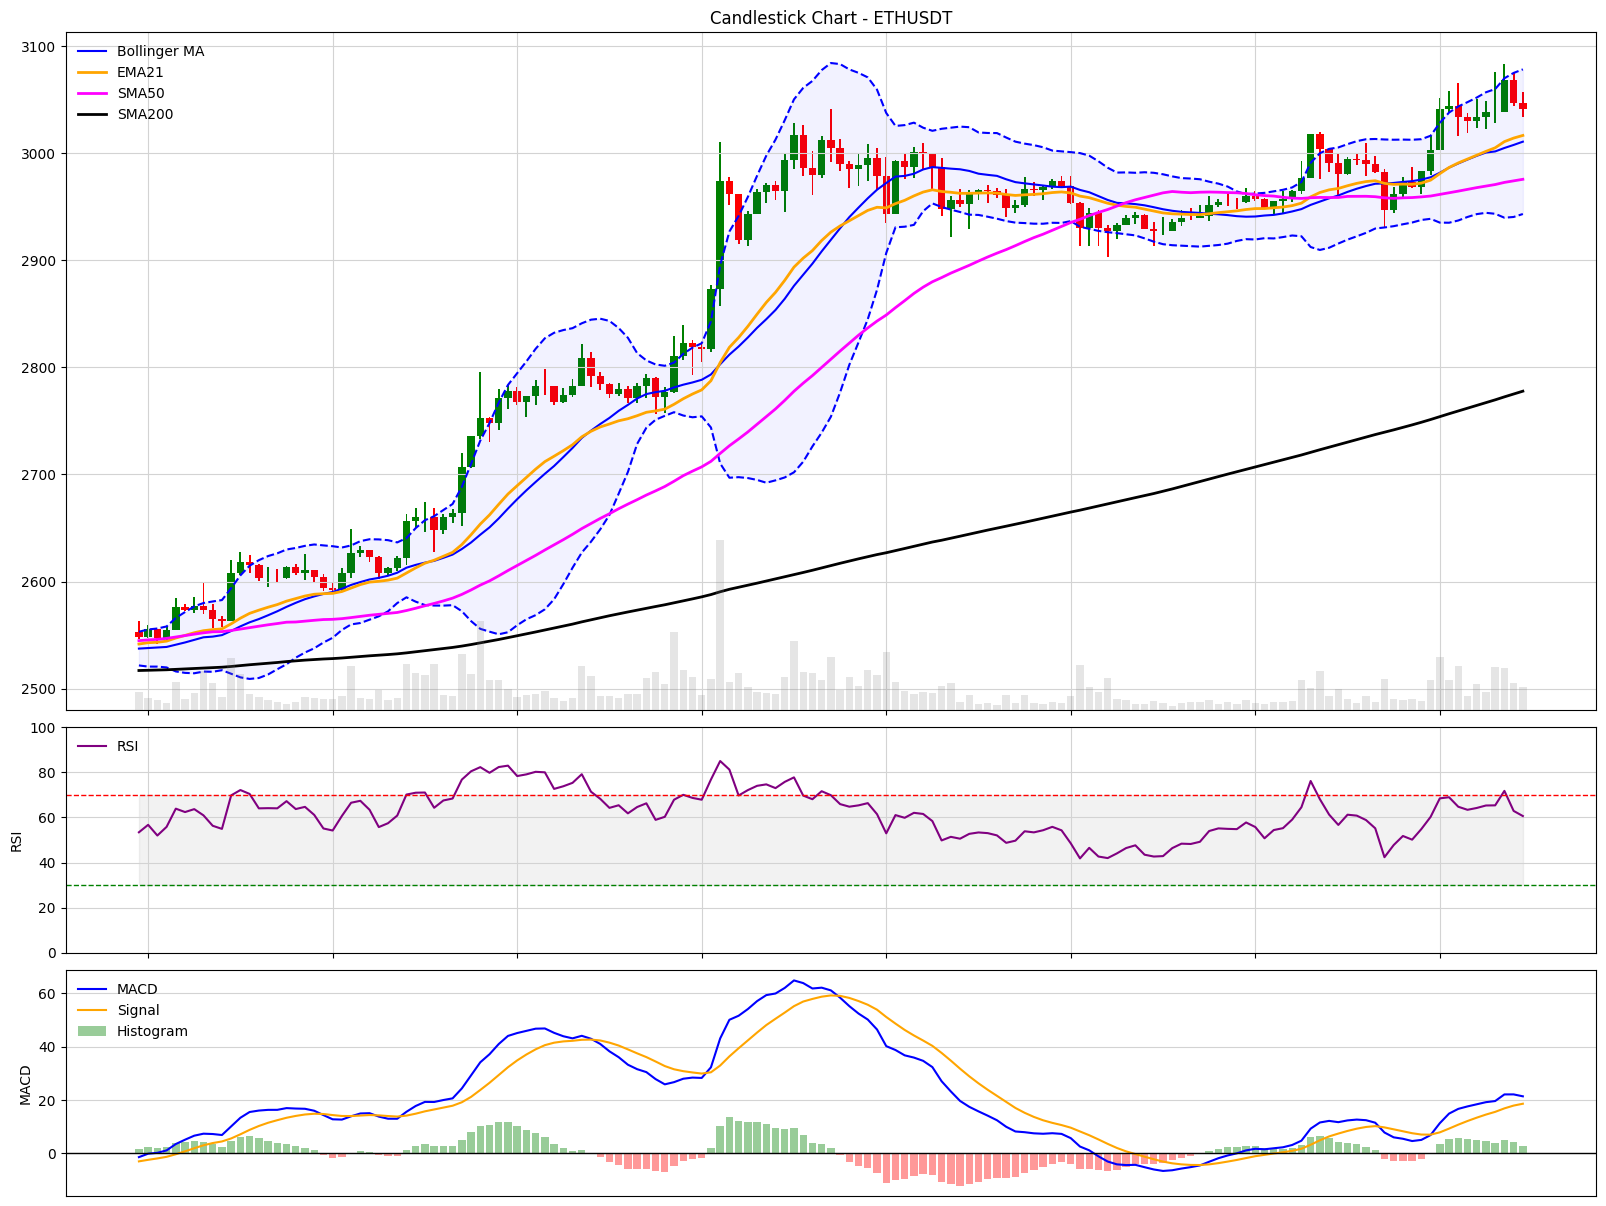 Candlestick Chart - ETHUSDT
Bollinger MA
EMA21
SMA50
SMA200
3100
3000
2900
2800
2700
2600
2500
RSI
RSI
100
80
60
40
20
0
MACD
Signal
Histogram
MACD
60
40
20
0